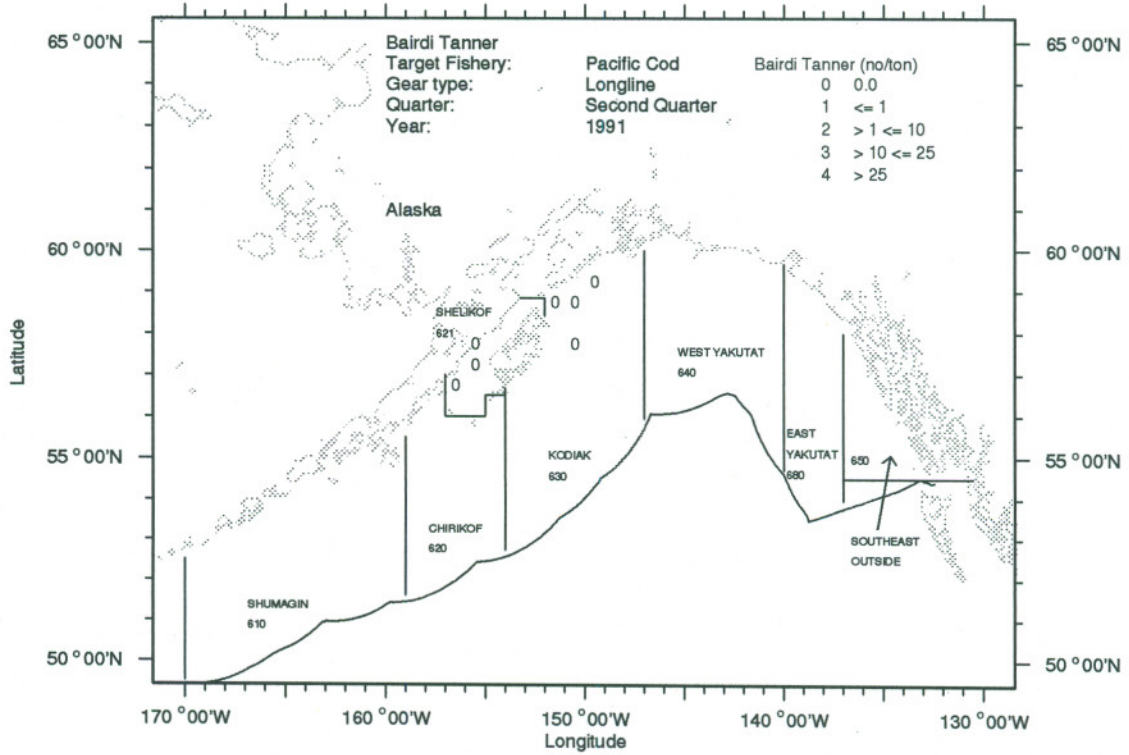 65°00'N
65°00'N
Bairdi Tanner
Target Fishery: Pacific Cod
Gear type: Longline
Quarter: Second Quarter
Year: 1991
Bairdi Tanner (no/ton)
0 0.0
1 <= 1
2 > 1 <= 10
3 > 10 <= 25
4 > 25
Alaska
60°00'N
60°00'N
0
0 0
SHELIKOF
621
0
0
0
0
WEST YAKUTAT
640
Latitude
EAST
YAKUTAT
680
650
55°00'N
55°00'N
KODIAK
630
CHIRIKOF
620
SOUTHEAST
OUTSIDE
SHUMAGIN
610
50°00'N
50°00'N
170°00'W
160°00'W
150°00'W
140°00'W
130°00'W
Longitude